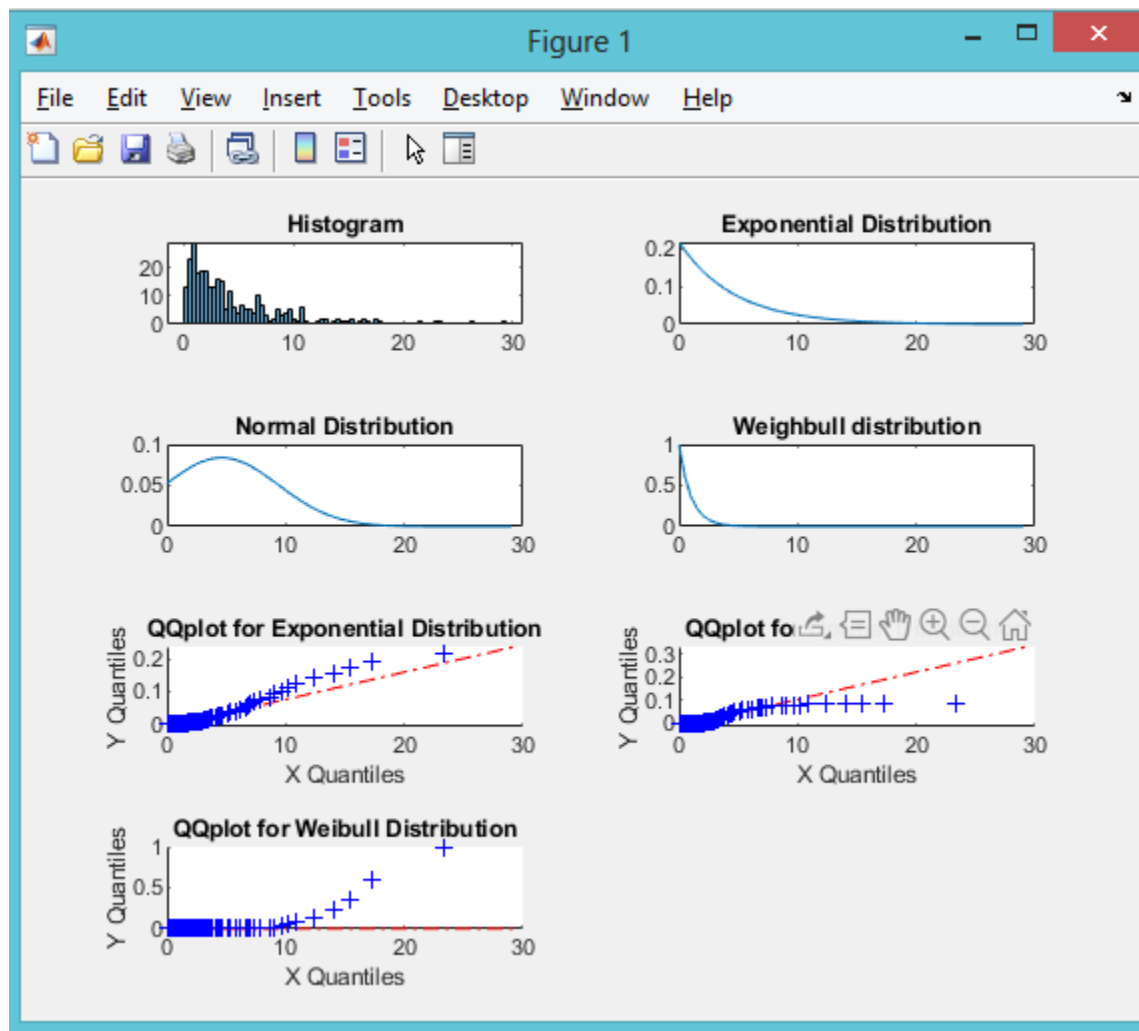 Figure 1
File Edit View Insert Tools Desktop Window Help
Histogram
20
10
0
0 10 20 30
Exponential Distribution
0.2
0.1
0
0 10 20 30
Normal Distribution
0.1
0.05
0
0 10 20 30
Weighbull distribution
1
0.5
0
0 10 20 30
QQplot for Exponential Distribution
Y Quantiles
0.2
0.1
0
0 10 20 30
X Quantiles
QQplot fo
Y Quantiles
0.3
0.2
0.1
0
0 10 20 30
X Quantiles
QQplot for Weibull Distribution
Y Quantiles
1
0.5
0
0 10 20 30
X Quantiles